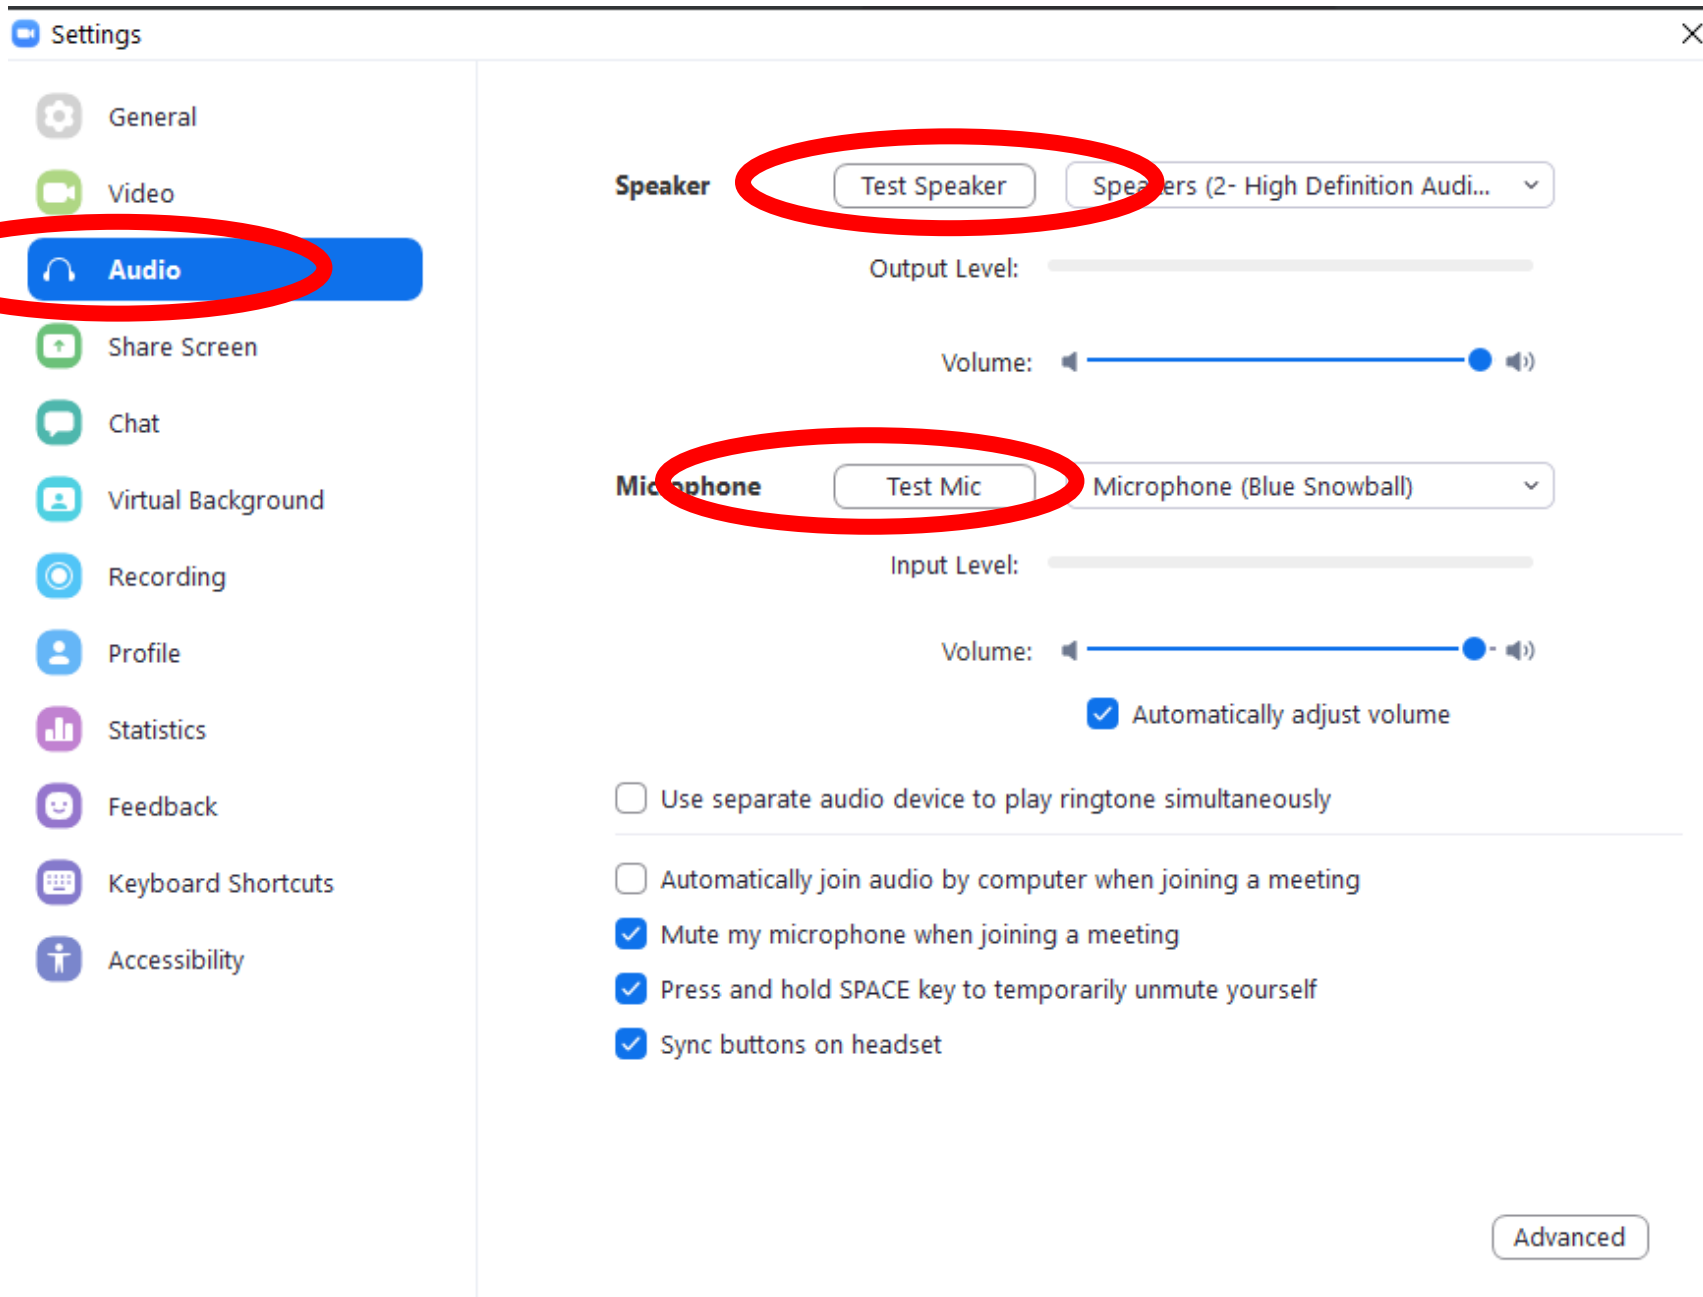 Settings
General
Video
Audio
Share Screen
Chat
Virtual Background
Recording
Profile
Statistics
Feedback
Keyboard Shortcuts
Accessibility
Speaker Test Speaker Speakers (2- High Definition Audi...
Output Level:
Volume:
Microphone Test Mic Microphone (Blue Snowball)
Input Level:
Volume:
Automatically adjust volume
Use separate audio device to play ringtone simultaneously
Automatically join audio by computer when joining a meeting
Mute my microphone when joining a meeting
Press and hold SPACE key to temporarily unmute yourself
Sync buttons on headset
Advanced